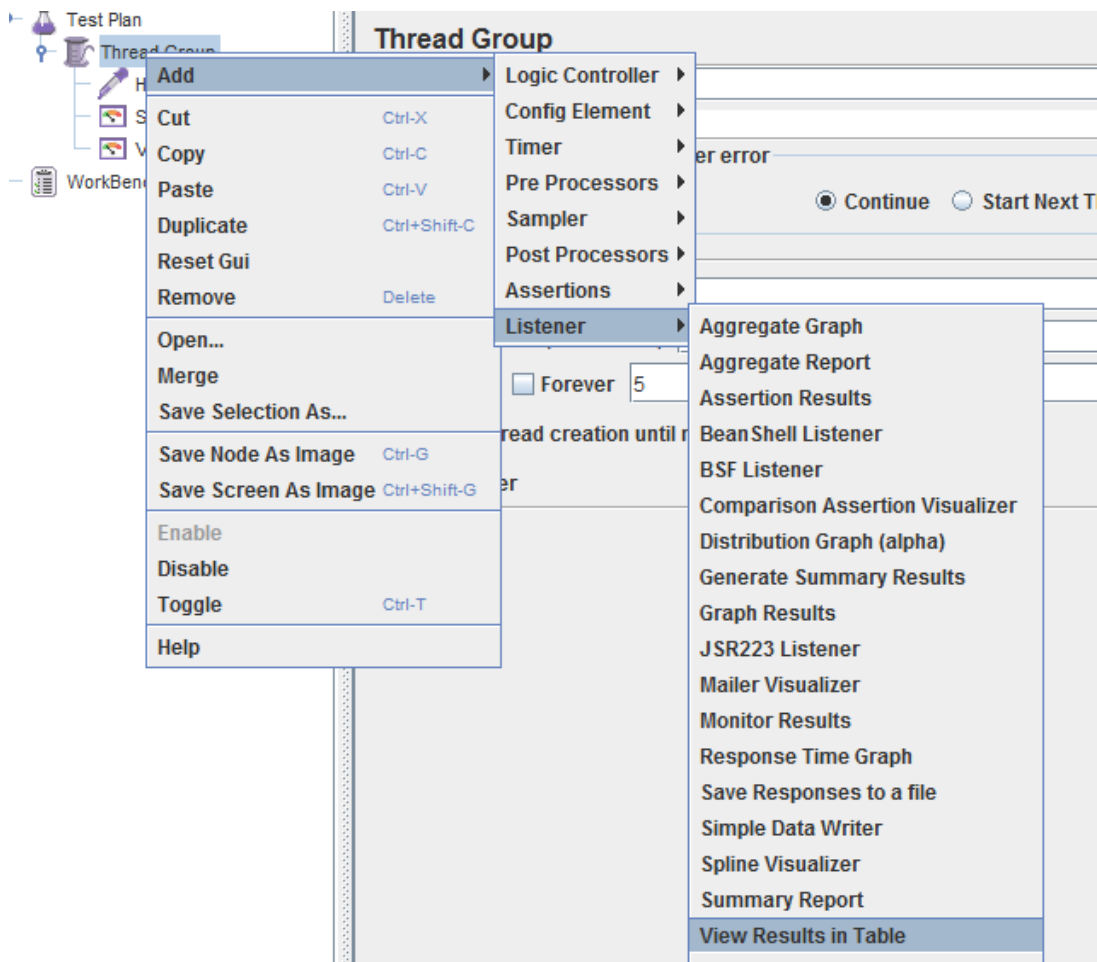 Test Plan
Thread Group
WorkBen
Thread Group
Add
Cut Ctrl-X
Copy Ctrl-C
Paste Ctrl-V
Duplicate Ctrl+Shift-C
Reset Gui
Remove Delete
Open...
Merge
Save Selection As...
Save Node As Image Ctrl-G
Save Screen As Image Ctrl+Shift-G
Enable
Disable
Toggle Ctrl-T
Help
Logic Controller
Config Element
Timer
Pre Processors
Sampler
Post Processors
Assertions
Listener
er error
Continue Start Next T
Forever 5
read creation until
er
Aggregate Graph
Aggregate Report
Assertion Results
BeanShell Listener
BSF Listener
Comparison Assertion Visualizer
Distribution Graph (alpha)
Generate Summary Results
Graph Results
JSR223 Listener
Mailer Visualizer
Monitor Results
Response Time Graph
Save Responses to a file
Simple Data Writer
Spline Visualizer
Summary Report
View Results in Table